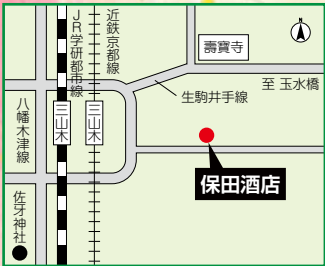 JR学研都市線
近鉄京都線
壽寶寺
N
至 玉水橋
生駒井手線
八幡木津線
三山木
三山木
保田酒店
佐牙神社